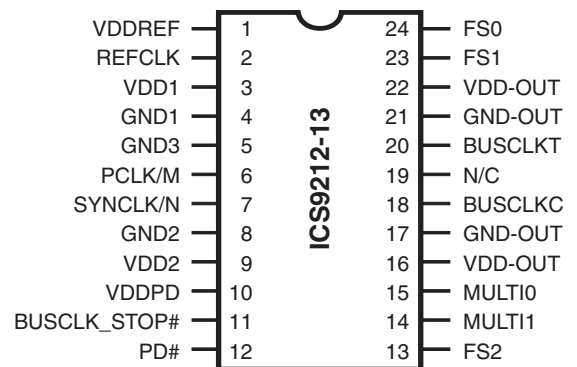 VDDREF 1 24 FS0
REFCLK 2 23 FS1
VDD1 3 22 VDD-OUT
GND1 4 21 GND-OUT
GND3 5 20 BUSCLKT
PCLK/M 6 19 N/C
SYNCLK/N 7 18 BUSCLKC
GND2 8 17 GND-OUT
VDD2 9 16 VDD-OUT
VDDPD 10 15 MULTI0
BUSCLK_STOP# 11 14 MULTI1
PD# 12 13 FS2
ICS9212-13